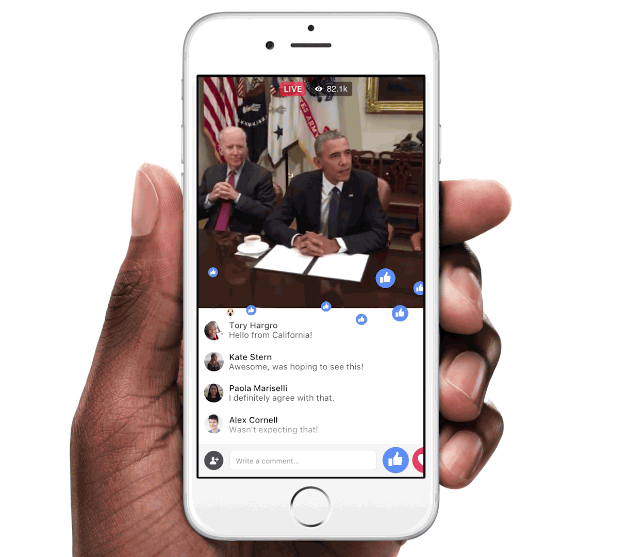 LIVE 82.1k
Tory Hargro
Hello from California!
Kate Stern
Awesome, was hoping to see this!
Paola Mariselli
I definitely agree with that.
Alex Cornell
Wasn't expecting that!
Write a comment...